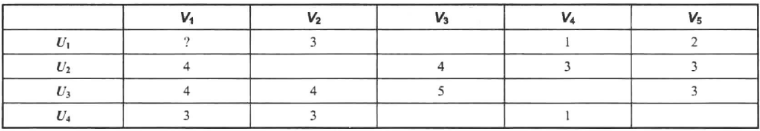 V₁ V₂ V₃ V₄ V₅
U₁ ? 3 1 2
U₂ 4 4 3 3
U₃ 4 4 5 3
U₄ 3 3 1